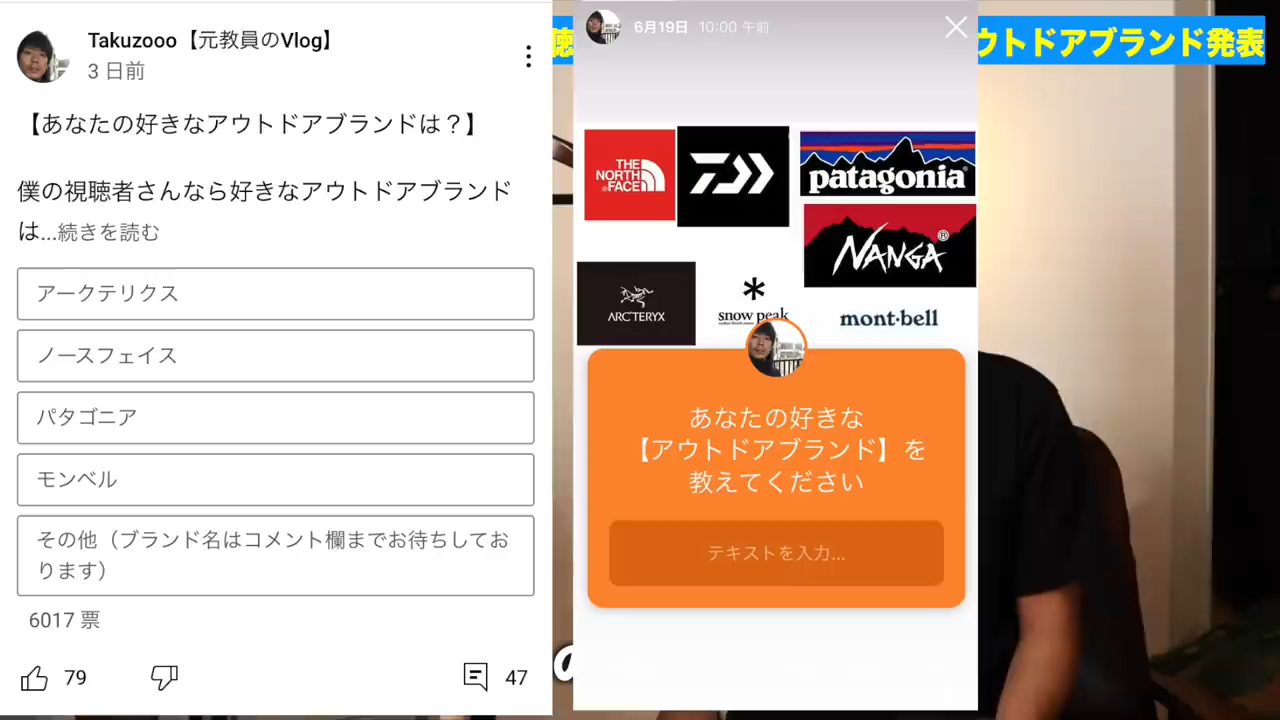 Takuzooo【元教員のVlog】
3 日前
【あなたの好きなアウトドアブランドは？】
僕の視聴者さんなら好きなアウトドアブランド
は...続きを読む
アークテリクス
ノースフェイス
パタゴニア
モンベル
その他（ブランド名はコメント欄までお待ちしてお
ります）
6017 票
79
47
聴
6月19日 10:00 午前
ウトドアブランド発表
THE
NORTH
FACE
patagonia®
NANGA®
ARC'TERYX
snow peak
mont·bell
あなたの好きな
【アウトドアブランド】を
教えてください
テキストを入力...
の